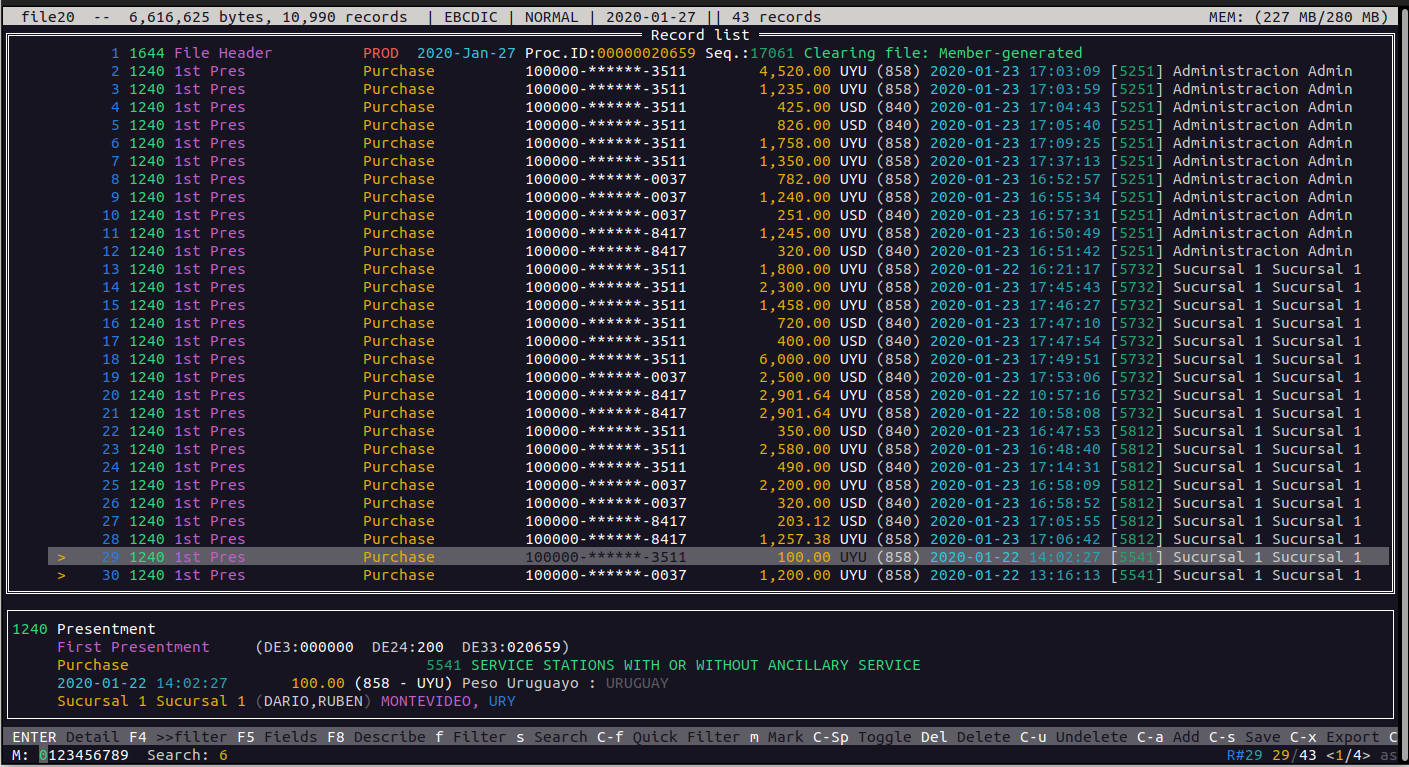 file20  --  6,616,625 bytes, 10,990 records  | EBCDIC | NORMAL | 2020-01-27 || 43 records MEM: (227 MB/280 MB)
Record list
1 1644 File Header PROD 2020-Jan-27 Proc.ID:00000020659 Seq.:17061 Clearing file: Member-generated
2 1240 1st Pres Purchase 100000-******-3511 4,520.00 UYU (858) 2020-01-23 17:03:09 [5251] Administracion Admin
3 1240 1st Pres Purchase 100000-******-3511 1,235.00 UYU (858) 2020-01-23 17:03:59 [5251] Administracion Admin
4 1240 1st Pres Purchase 100000-******-3511 425.00 USD (840) 2020-01-23 17:04:43 [5251] Administracion Admin
5 1240 1st Pres Purchase 100000-******-3511 826.00 USD (840) 2020-01-23 17:05:40 [5251] Administracion Admin
6 1240 1st Pres Purchase 100000-******-3511 1,758.00 UYU (858) 2020-01-23 17:09:25 [5251] Administracion Admin
7 1240 1st Pres Purchase 100000-******-3511 1,350.00 UYU (858) 2020-01-23 17:37:13 [5251] Administracion Admin
8 1240 1st Pres Purchase 100000-******-0037 782.00 UYU (858) 2020-01-23 16:52:57 [5251] Administracion Admin
9 1240 1st Pres Purchase 100000-******-0037 1,240.00 UYU (858) 2020-01-23 16:55:34 [5251] Administracion Admin
10 1240 1st Pres Purchase 100000-******-0037 251.00 USD (840) 2020-01-23 16:57:31 [5251] Administracion Admin
11 1240 1st Pres Purchase 100000-******-8417 1,245.00 UYU (858) 2020-01-23 16:50:49 [5251] Administracion Admin
12 1240 1st Pres Purchase 100000-******-8417 320.00 USD (840) 2020-01-23 16:51:42 [5251] Administracion Admin
13 1240 1st Pres Purchase 100000-******-3511 1,800.00 UYU (858) 2020-01-22 16:21:17 [5732] Sucursal 1 Sucursal 1
14 1240 1st Pres Purchase 100000-******-3511 2,300.00 UYU (858) 2020-01-23 17:45:43 [5732] Sucursal 1 Sucursal 1
15 1240 1st Pres Purchase 100000-******-3511 1,458.00 UYU (858) 2020-01-23 17:46:27 [5732] Sucursal 1 Sucursal 1
16 1240 1st Pres Purchase 100000-******-3511 720.00 USD (840) 2020-01-23 17:47:10 [5732] Sucursal 1 Sucursal 1
17 1240 1st Pres Purchase 100000-******-3511 400.00 USD (840) 2020-01-23 17:47:54 [5732] Sucursal 1 Sucursal 1
18 1240 1st Pres Purchase 100000-******-3511 6,000.00 UYU (858) 2020-01-23 17:49:51 [5732] Sucursal 1 Sucursal 1
19 1240 1st Pres Purchase 100000-******-0037 2,500.00 USD (840) 2020-01-23 17:53:06 [5732] Sucursal 1 Sucursal 1
20 1240 1st Pres Purchase 100000-******-8417 2,901.64 UYU (858) 2020-01-22 10:57:16 [5732] Sucursal 1 Sucursal 1
21 1240 1st Pres Purchase 100000-******-8417 2,901.64 UYU (858) 2020-01-22 10:58:08 [5732] Sucursal 1 Sucursal 1
22 1240 1st Pres Purchase 100000-******-3511 350.00 USD (840) 2020-01-23 16:47:53 [5812] Sucursal 1 Sucursal 1
23 1240 1st Pres Purchase 100000-******-3511 2,580.00 UYU (858) 2020-01-23 16:48:40 [5812] Sucursal 1 Sucursal 1
24 1240 1st Pres Purchase 100000-******-3511 490.00 USD (840) 2020-01-23 17:14:31 [5812] Sucursal 1 Sucursal 1
25 1240 1st Pres Purchase 100000-******-0037 2,200.00 UYU (858) 2020-01-23 16:58:09 [5812] Sucursal 1 Sucursal 1
26 1240 1st Pres Purchase 100000-******-0037 320.00 USD (840) 2020-01-23 16:58:52 [5812] Sucursal 1 Sucursal 1
27 1240 1st Pres Purchase 100000-******-8417 203.12 USD (840) 2020-01-23 17:05:55 [5812] Sucursal 1 Sucursal 1
28 1240 1st Pres Purchase 100000-******-8417 1,257.38 UYU (858) 2020-01-23 17:06:42 [5812] Sucursal 1 Sucursal 1
> 29 1240 1st Pres Purchase 100000-******-3511 100.00 UYU (858) 2020-01-22 14:02:27 [5541] Sucursal 1 Sucursal 1
> 30 1240 1st Pres Purchase 100000-******-0037 1,200.00 UYU (858) 2020-01-22 13:16:13 [5541] Sucursal 1 Sucursal 1
1240 Presentment
First Presentment (DE3:000000 DE24:200 DE33:020659)
Purchase 5541 SERVICE STATIONS WITH OR WITHOUT ANCILLARY SERVICE
2020-01-22 14:02:27 100.00 (858 - UYU) Peso Uruguayo : URUGUAY
Sucursal 1 Sucursal 1 (DARIO,RUBEN) MONTEVIDEO, URY
ENTER Detail F4 >>filter F5 Fields F8 Describe f Filter s Search C-f Quick Filter m Mark C-Sp Toggle Del Delete C-u Undelete C-a Add C-s Save C-x Export C
M: 0123456789 Search: 6 R#29 29/43 <1/4> as